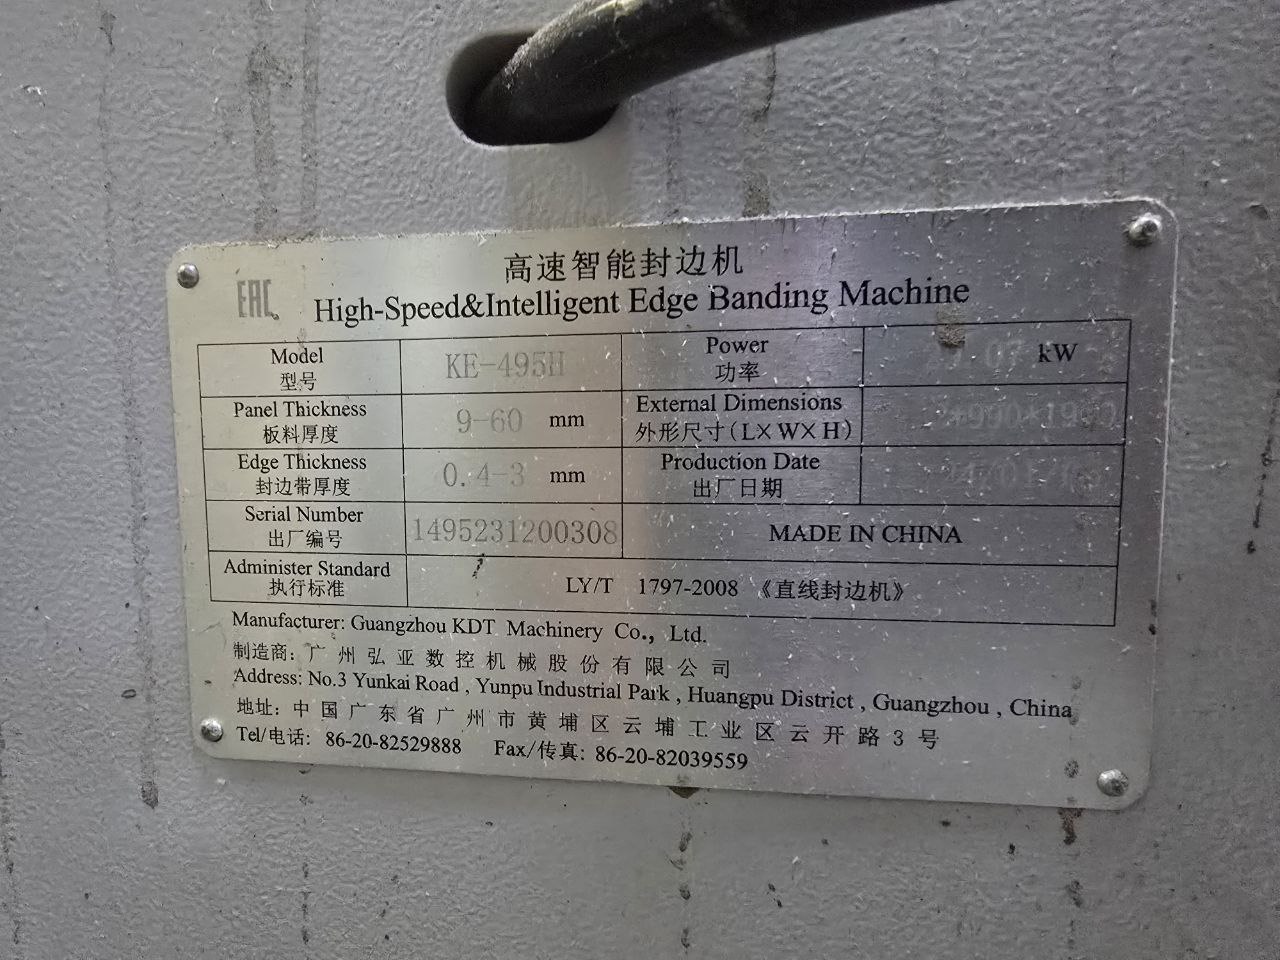 高速智能封边机
EAC High-Speed&Intelligent Edge Banding Machine
Model KE-495H Power kW
型号 功率
Panel Thickness 9-60 mm External Dimensions
板料厚度 外形尺寸(L×W×H)
Edge Thickness 0.4-3 mm Production Date
封边带厚度 出厂日期
Serial Number 1495231200308 MADE IN CHINA
出厂编号
Administer Standard LY/T 1797-2008 《直线封边机》
执行标准
Manufacturer: Guangzhou KDT Machinery Co., Ltd.
制造商: 广州弘亚数控机械股份有限公司
Address: No.3 Yunkai Road , Yunpu Industrial Park , Huangpu District , Guangzhou , China
地址: 中国广东省广州市黄埔区云埔工业区云开路3号
Tel/电话: 86-20-82529888 Fax/传真: 86-20-82039559